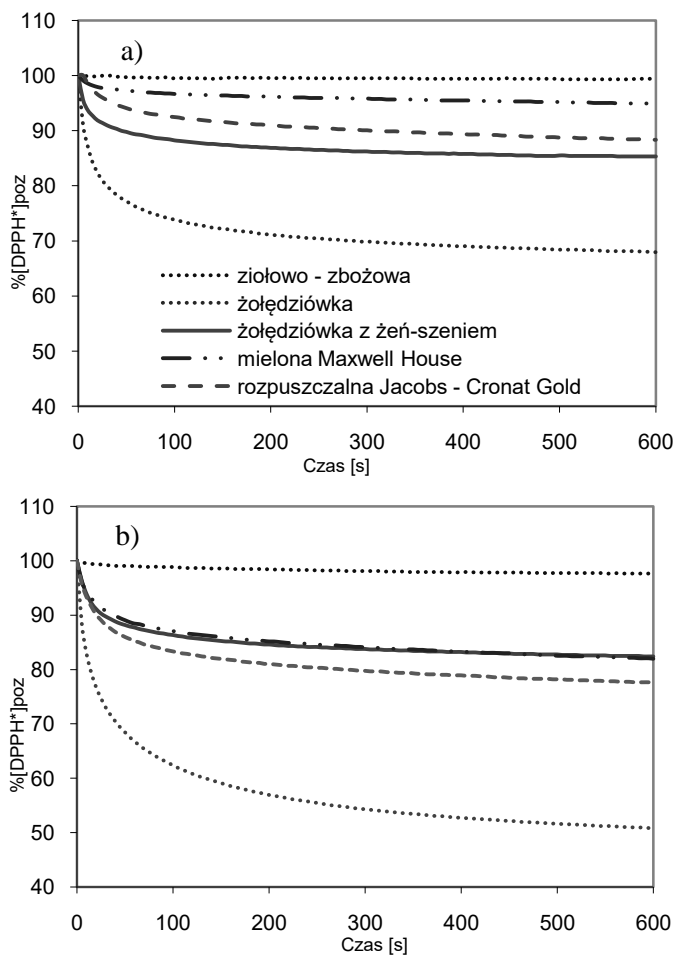 110
a)
100
90
80
70
60
50
40
%[DPPH*]poz
ziołowo - zbożowa
żołędziówka
żołędziówka z żeń-szeniem
mielona Maxwell House
rozpuszczalna Jacobs - Cronat Gold
0 100 200 300 400 500 600
Czas [s]
110
b)
100
90
80
70
60
50
40
%[DPPH*]poz
0 100 200 300 400 500 600
Czas [s]